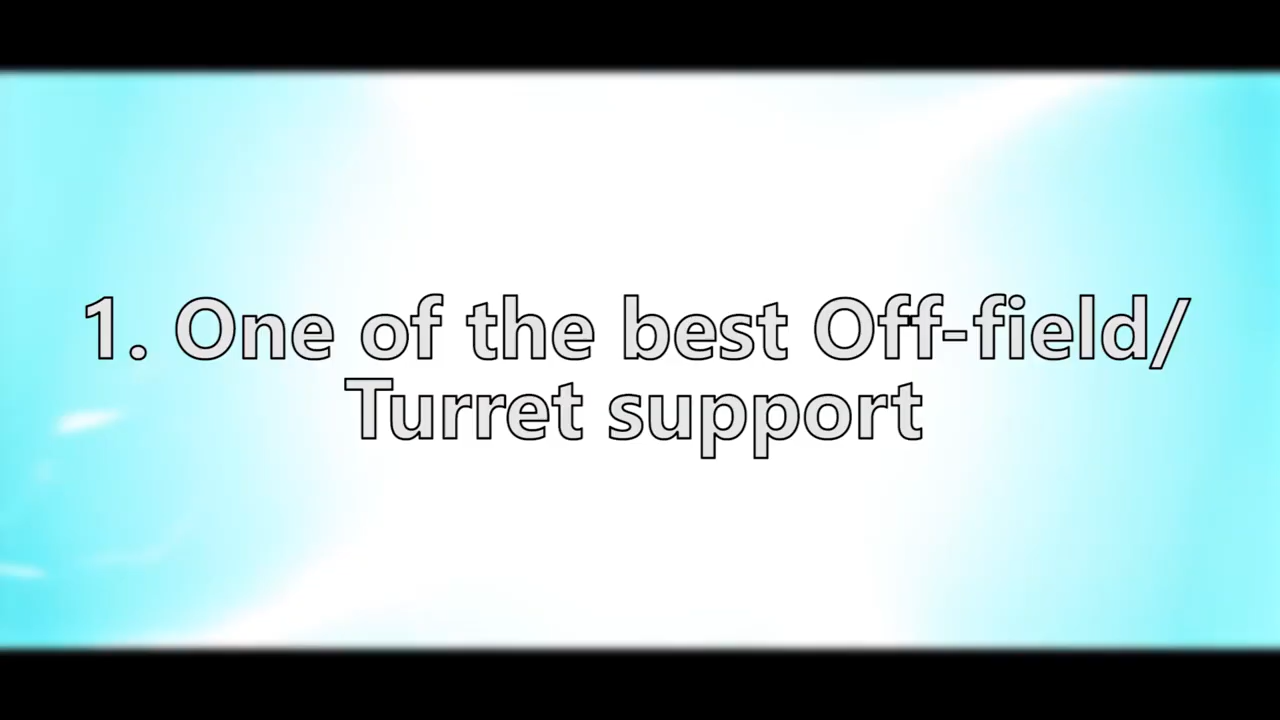 1. One of the best Off-field/
Turret support